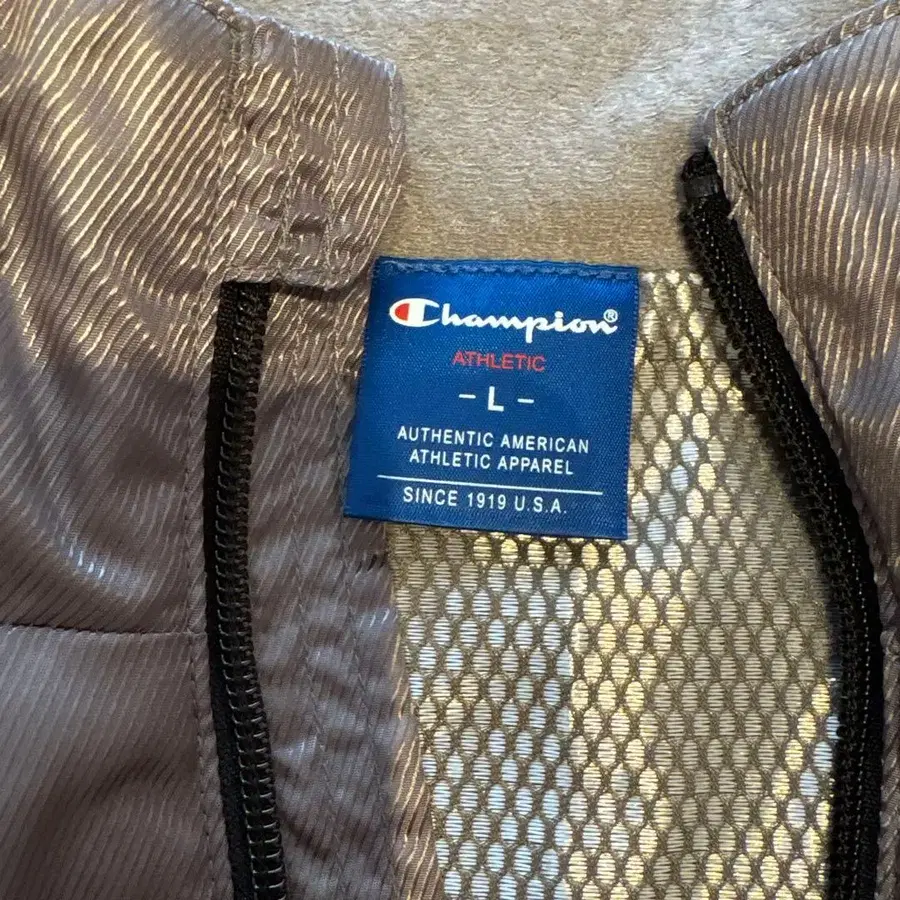 Champion®
ATHLETIC
- L -
AUTHENTIC AMERICAN
ATHLETIC APPAREL
SINCE 1919 U.S.A.